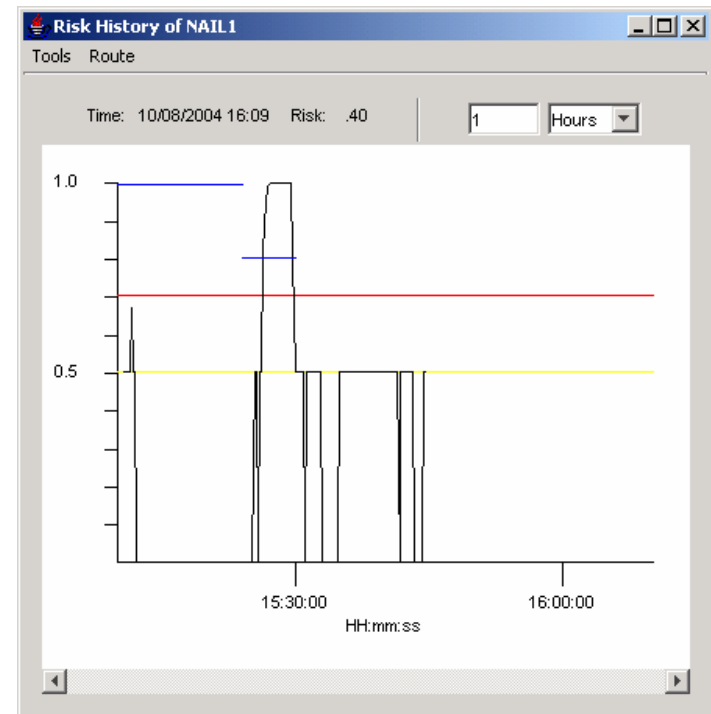 Risk History of NAIL1
Tools Route
Time: 10/08/2004 16:09 Risk: .40 1 Hours
1.0
0.5
15:30:00 16:00:00
HH:mm:ss